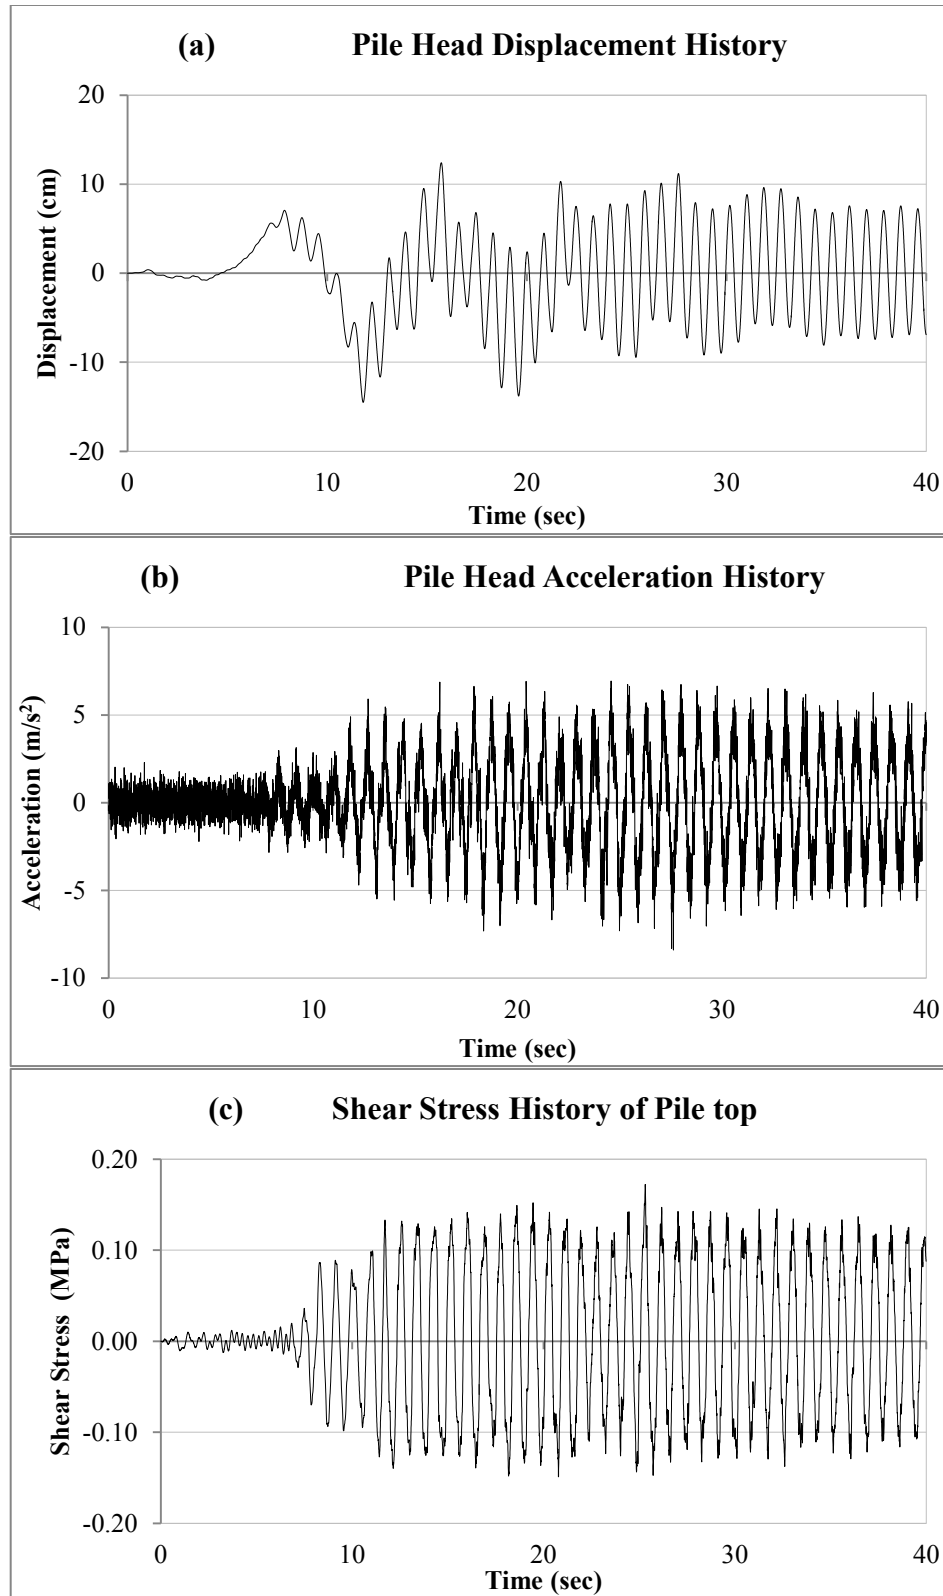 (a) Pile Head Displacement History
20
10
0
-10
-20
Displacement (cm)
0 10 20 30 40
Time (sec)
(b) Pile Head Acceleration History
10
5
0
-5
-10
Acceleration (m/s²)
0 10 20 30 40
Time (sec)
(c) Shear Stress History of Pile top
0.20
0.10
0.00
-0.10
-0.20
Shear Stress (MPa)
0 10 20 30 40
Time (sec)